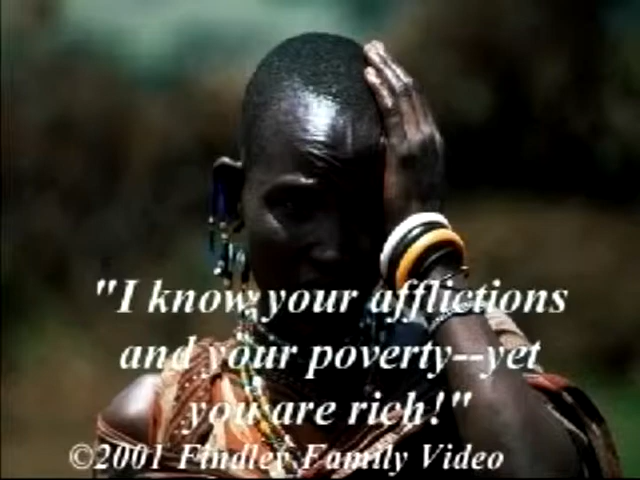 "I know your afflictions
and your poverty--yet
you are rich!"
©2001 Findley Family Video